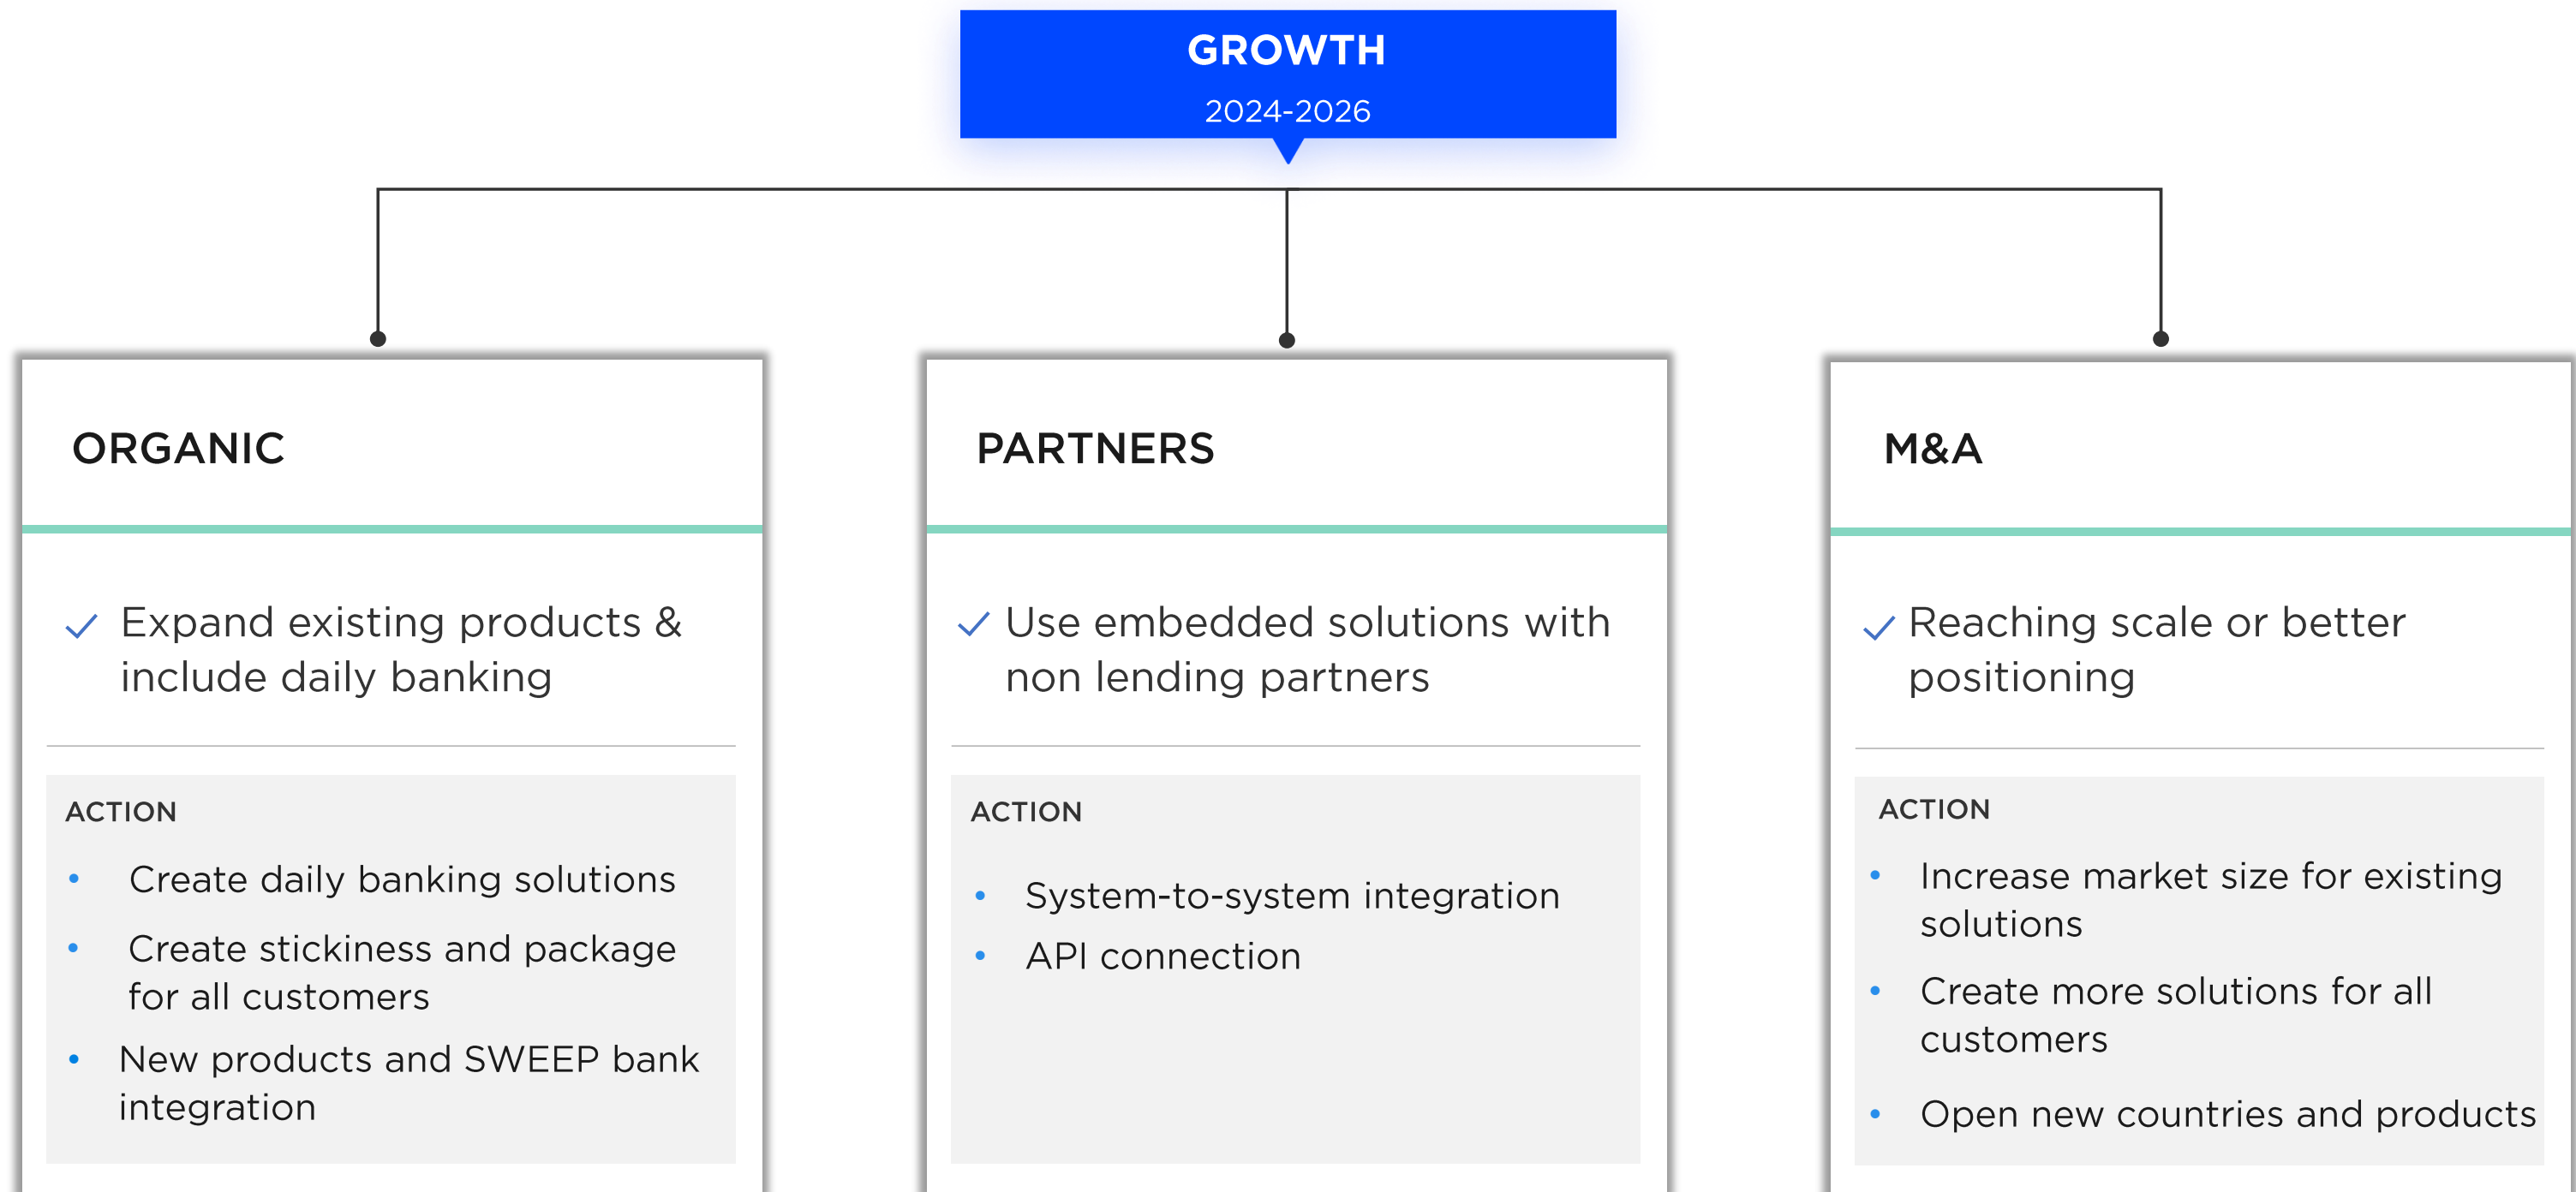 GROWTH
2024-2026
ORGANIC
Expand existing products &
include daily banking
ACTION
• Create daily banking solutions
• Create stickiness and package
for all customers
• New products and SWEEP bank
integration
PARTNERS
Use embedded solutions with
non lending partners
ACTION
• System-to-system integration
• API connection
M&A
Reaching scale or better
positioning
ACTION
• Increase market size for existing
solutions
• Create more solutions for all
customers
• Open new countries and products